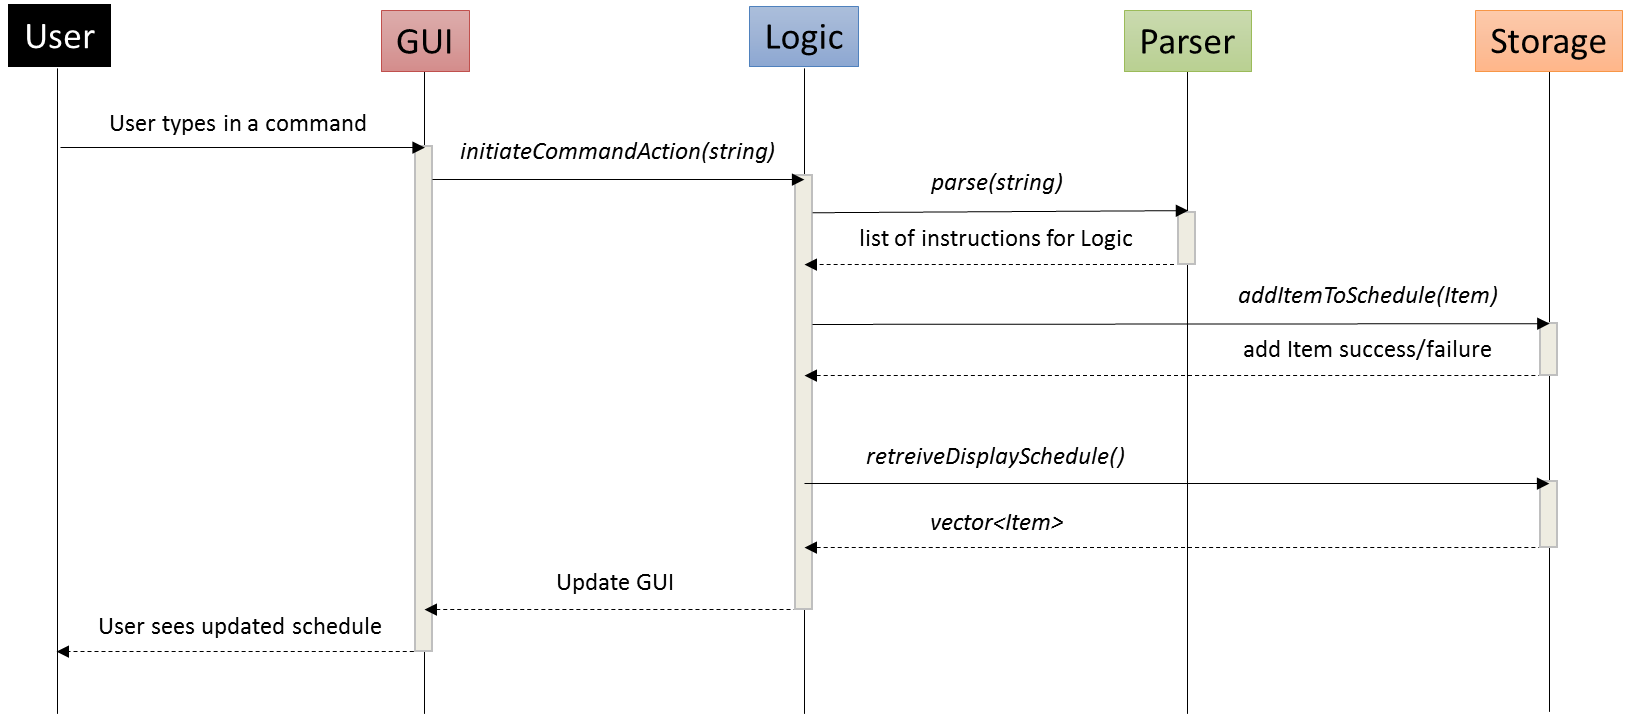 User
GUI
Logic
Parser
Storage
User types in a command
initiateCommandAction(string)
parse(string)
list of instructions for Logic
addItemToSchedule(Item)
add Item success/failure
retreiveDisplaySchedule()
vector<Item>
Update GUI
User sees updated schedule